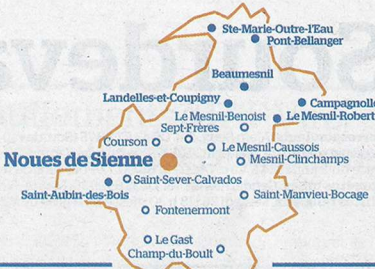 Ste-Marie-Outre-l'Eau
Pont-Bellanger
Beaumesnil
Landelles-et-Coupigny
Campagnolle
Le Mesnil-Benoist
Le Mesnil-Robert
Sept-Frères
Courson
Le Mesnil-Caussois
Noues de Sienne
Mesnil-Clinchamps
Saint-Sever-Calvados
Saint-Aubin-des-Bois
Saint-Manvieu-Bocage
Fontenermont
Le Gast
Champ-du-Boult